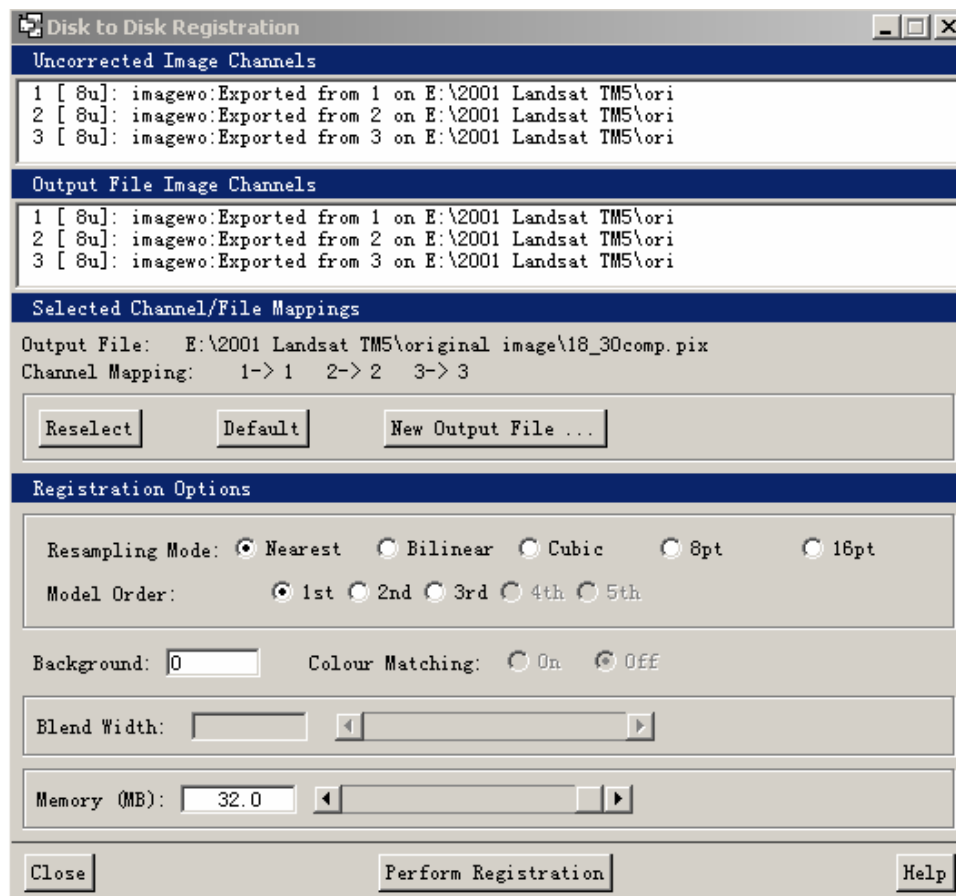 Disk to Disk Registration
Uncorrected Image Channels
1 [ 8u]: imagewo:Exported from 1 on E:\2001 Landsat TM5\ori
2 [ 8u]: imagewo:Exported from 2 on E:\2001 Landsat TM5\ori
3 [ 8u]: imagewo:Exported from 3 on E:\2001 Landsat TM5\ori
Output File Image Channels
1 [ 8u]: imagewo:Exported from 1 on E:\2001 Landsat TM5\ori
2 [ 8u]: imagewo:Exported from 2 on E:\2001 Landsat TM5\ori
3 [ 8u]: imagewo:Exported from 3 on E:\2001 Landsat TM5\ori
Selected Channel/File Mappings
Output File: E:\2001 Landsat TM5\original image\18_30comp.pix
Channel Mapping: 1-> 1 2-> 2 3-> 3
Reselect Default New Output File ...
Registration Options
Resampling Mode: Nearest Bilinear Cubic 8pt 16pt
Model Order: 1st 2nd 3rd 4th 5th
Background: 0 Colour Matching: On Off
Blend Width:
Memory (MB): 32.0
Close Perform Registration Help